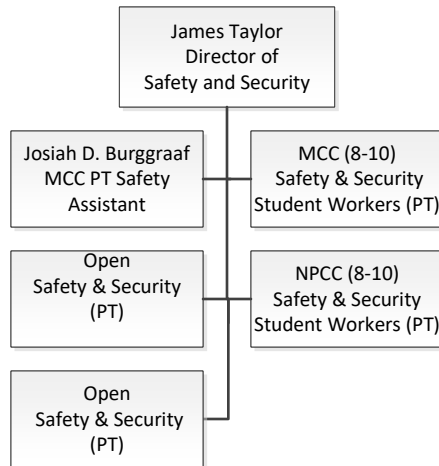 James Taylor
Director of
Safety and Security
Josiah D. Burggraaf
MCC PT Safety
Assistant
MCC (8-10)
Safety & Security
Student Workers (PT)
Open
Safety & Security
(PT)
NPCC (8-10)
Safety & Security
Student Workers (PT)
Open
Safety & Security
(PT)